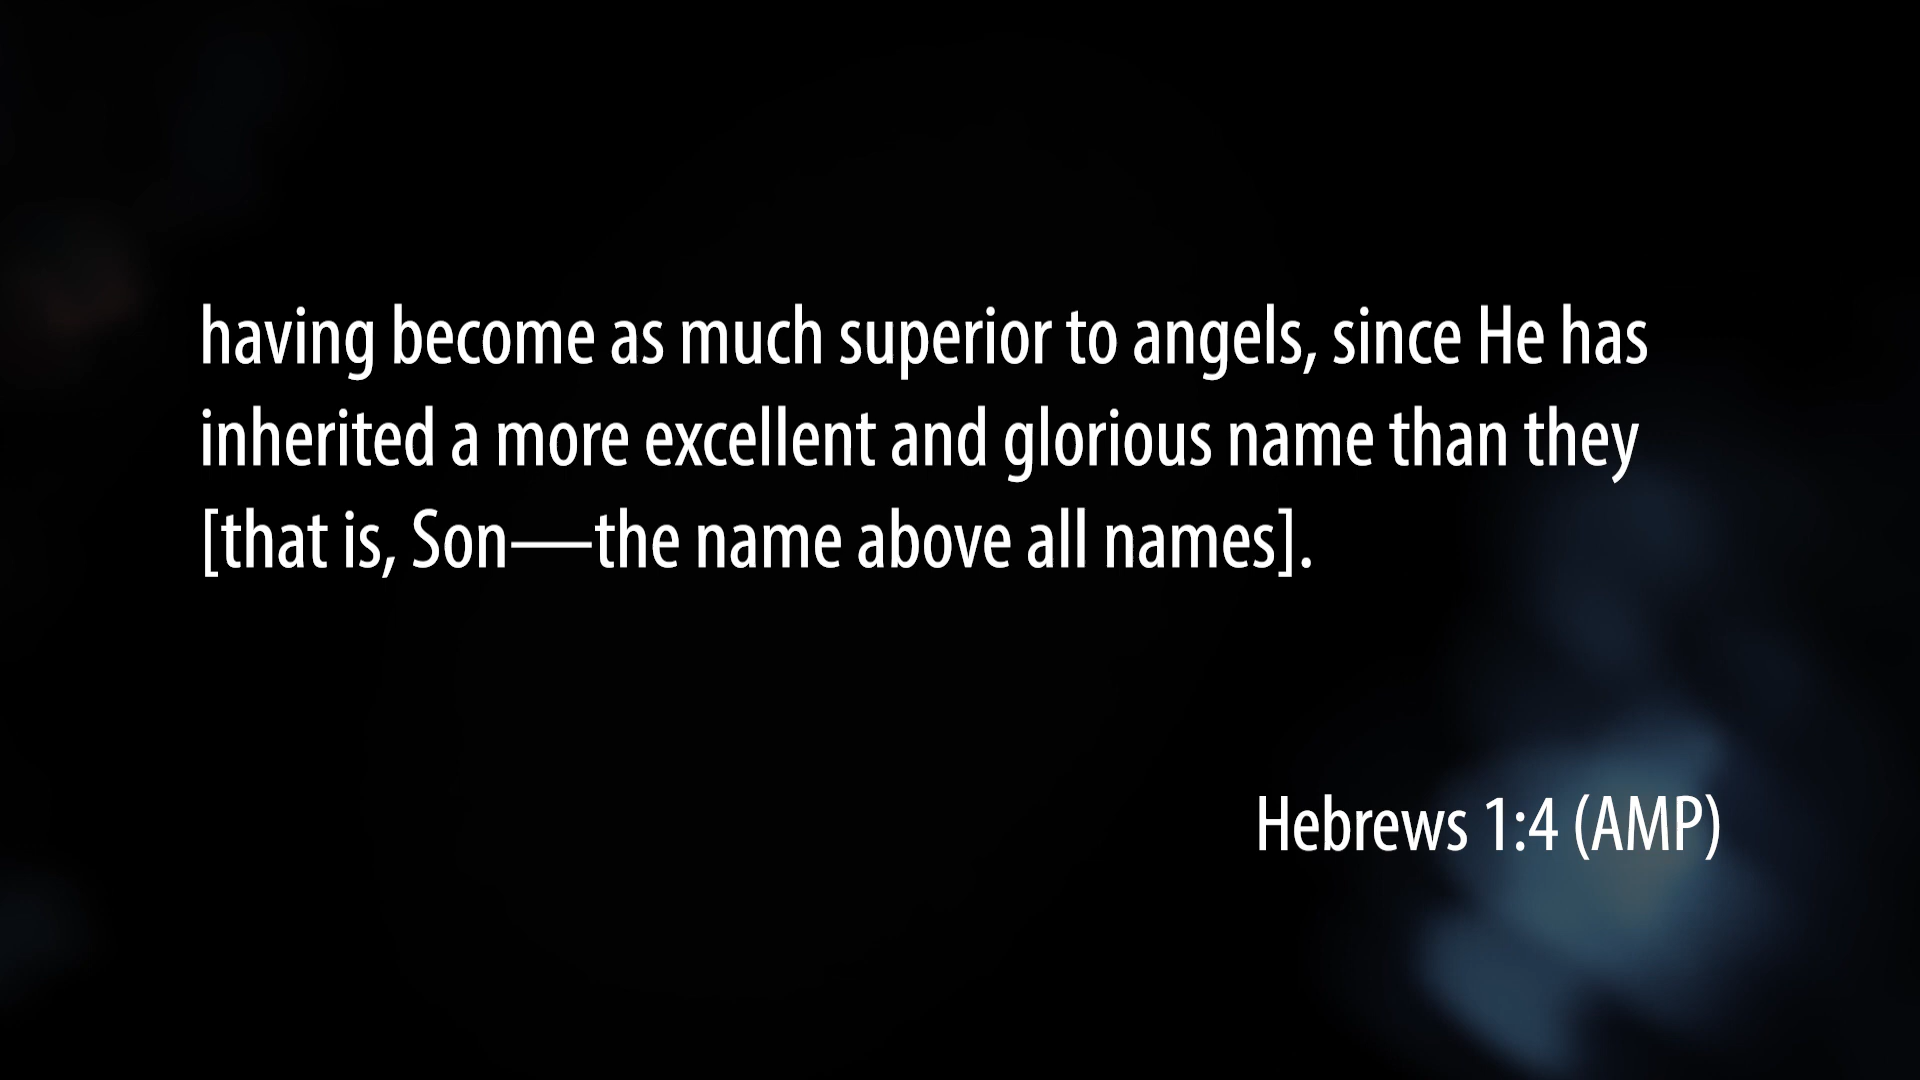 having become as much superior to angels, since He has
inherited a more excellent and glorious name than they
[that is, Son—the name above all names].
Hebrews 1:4 (AMP)